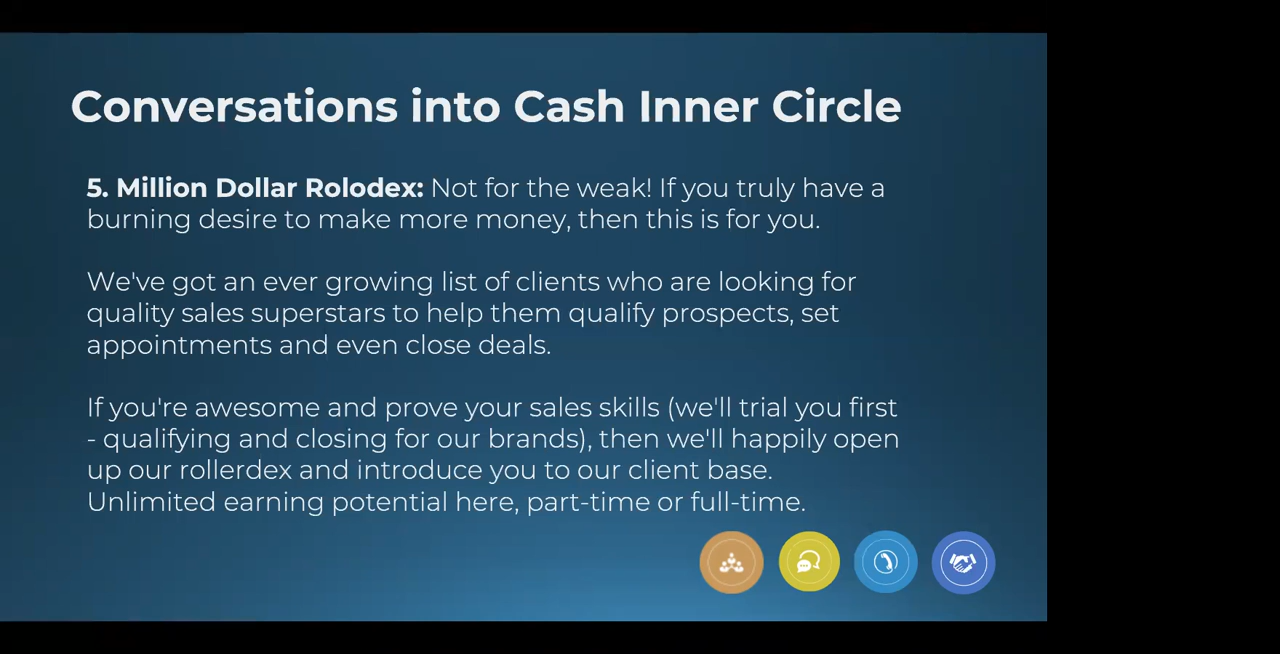 Conversations into Cash Inner Circle
5. Million Dollar Rolodex: Not for the weak! If you truly have a
burning desire to make more money, then this is for you.
We've got an ever growing list of clients who are looking for
quality sales superstars to help them qualify prospects, set
appointments and even close deals.
If you're awesome and prove your sales skills (we'll trial you first
- qualifying and closing for our brands), then we'll happily open
up our rollerdex and introduce you to our client base.
Unlimited earning potential here, part-time or full-time.